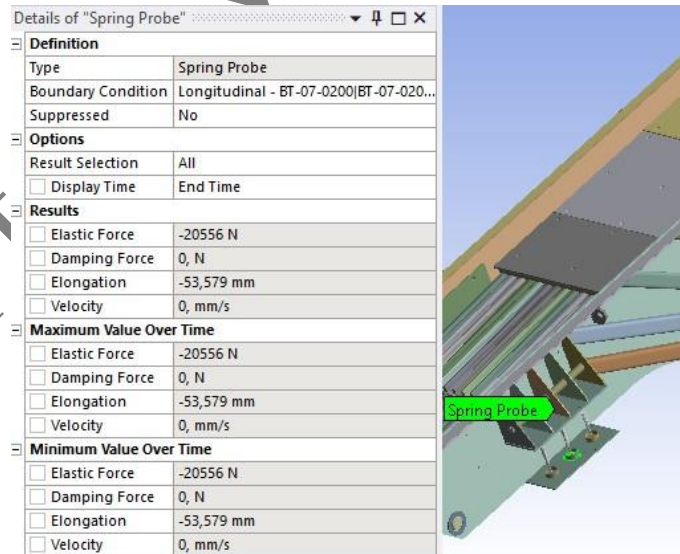 Details of "Spring Probe"
Definition
Type Spring Probe
Boundary Condition Longitudinal - BT-07-0200|BT-07-020...
Suppressed No
Options
Result Selection All
Display Time End Time
Results
Elastic Force -20556 N
Damping Force 0, N
Elongation -53,579 mm
Velocity 0, mm/s
Maximum Value Over Time
Elastic Force -20556 N
Damping Force 0, N
Elongation -53,579 mm
Velocity 0, mm/s
Minimum Value Over Time
Elastic Force -20556 N
Damping Force 0, N
Elongation -53,579 mm
Velocity 0, mm/s
Spring Probe